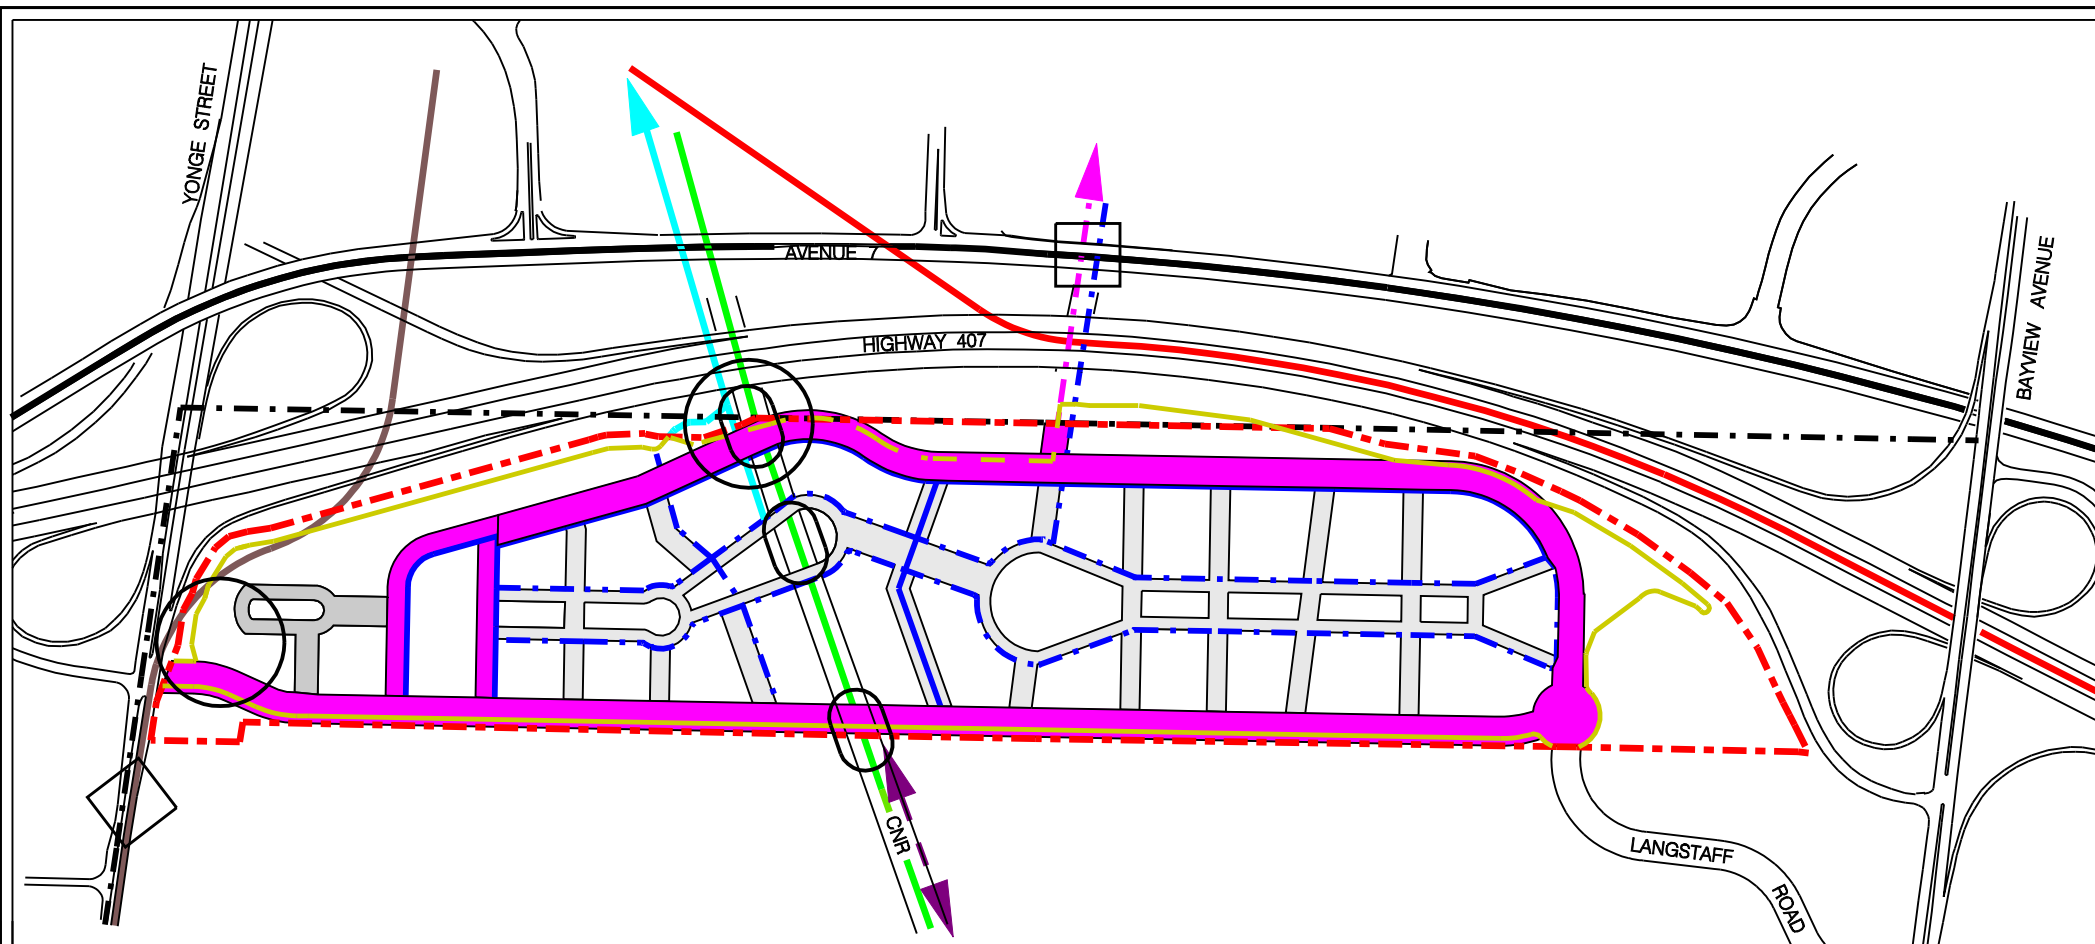 YONGE STREET
AVENUE 7
HIGHWAY 407
BAYVIEW AVENUE
CNR
LANGSTAFF
ROAD